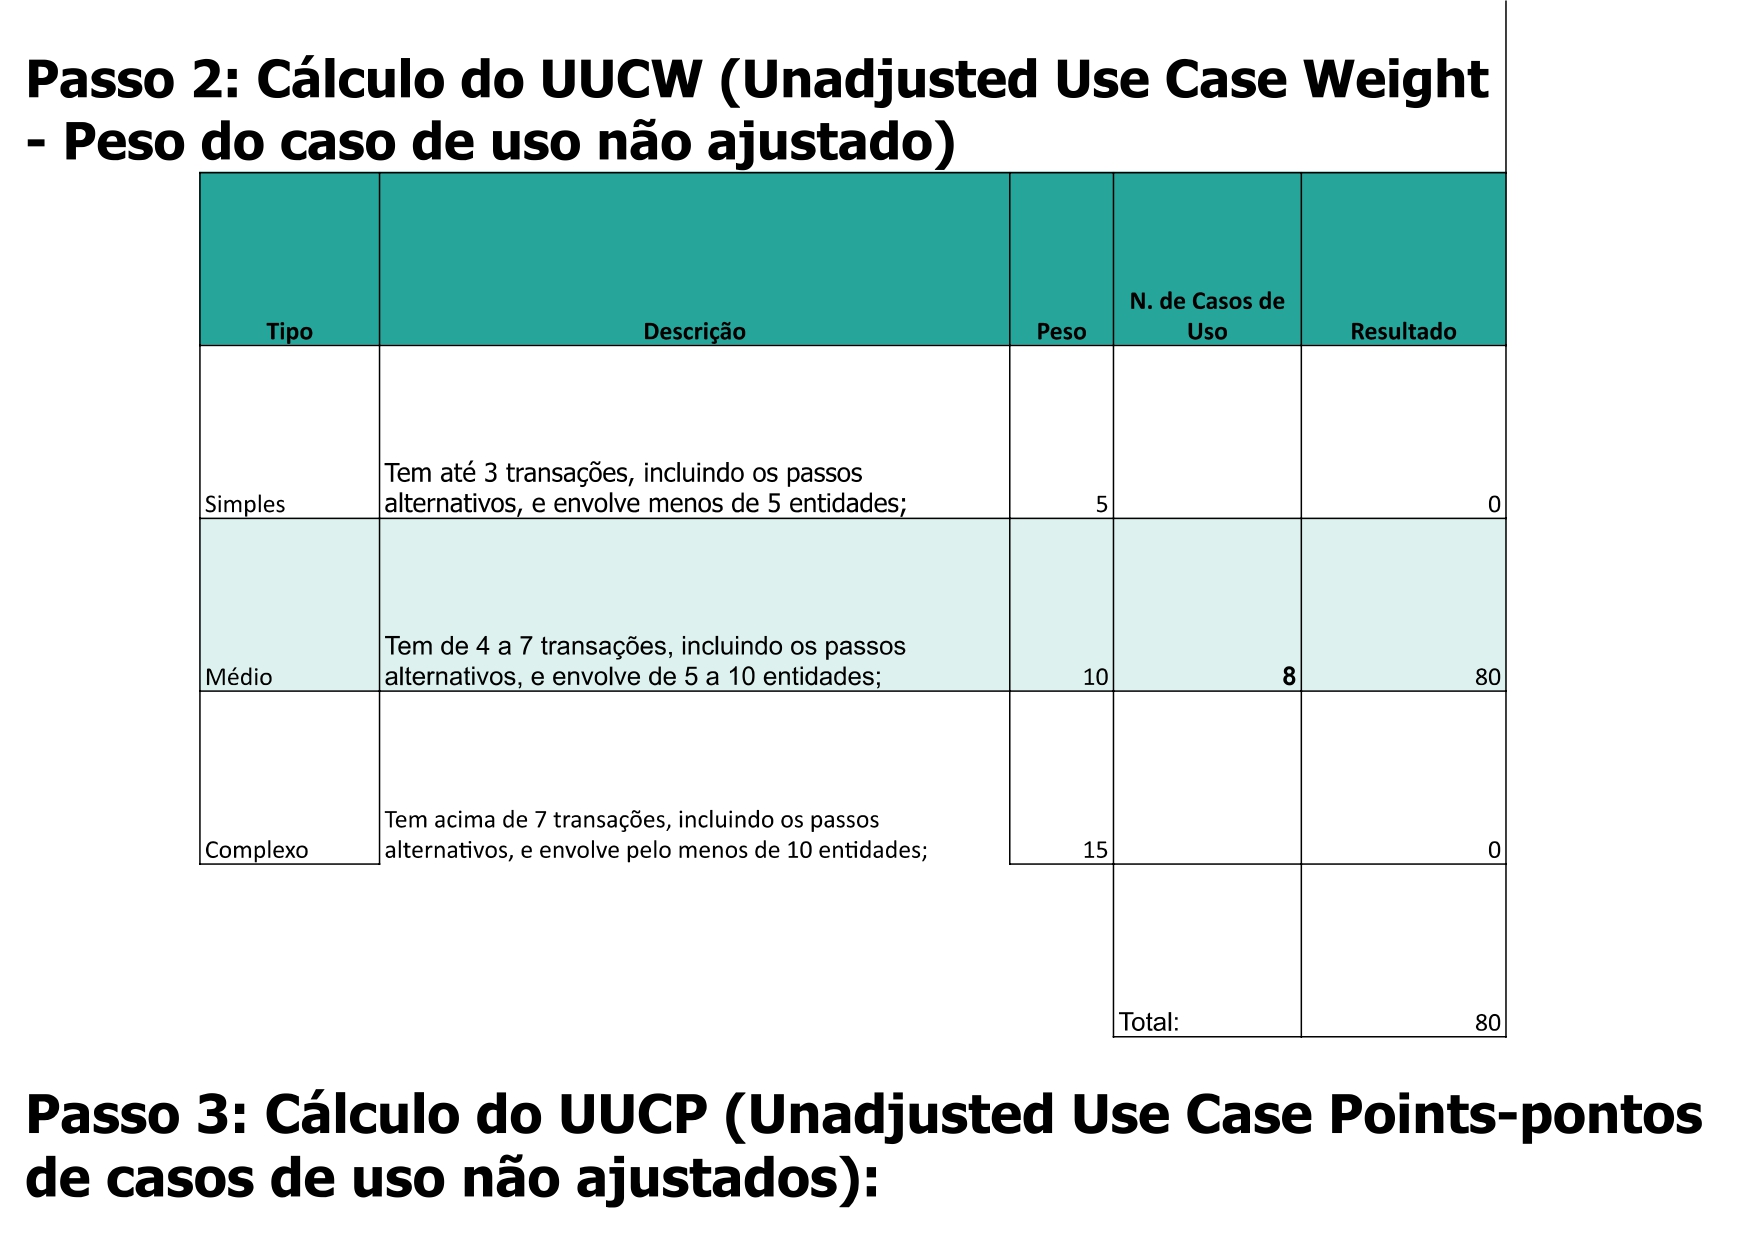 Passo 2: Cálculo do UUCW (Unadjusted Use Case Weight
- Peso do caso de uso não ajustado)
Tipo Descrição Peso N. de Casos de Uso Resultado
Simples Tem até 3 transações, incluindo os passos
alternativos, e envolve menos de 5 entidades; 5 0
Médio Tem de 4 a 7 transações, incluindo os passos
alternativos, e envolve de 5 a 10 entidades; 10 8 80
Complexo Tem acima de 7 transações, incluindo os passos
alternativos, e envolve pelo menos de 10 entidades; 15 0
Total: 80
Passo 3: Cálculo do UUCP (Unadjusted Use Case Points-pontos
de casos de uso não ajustados):